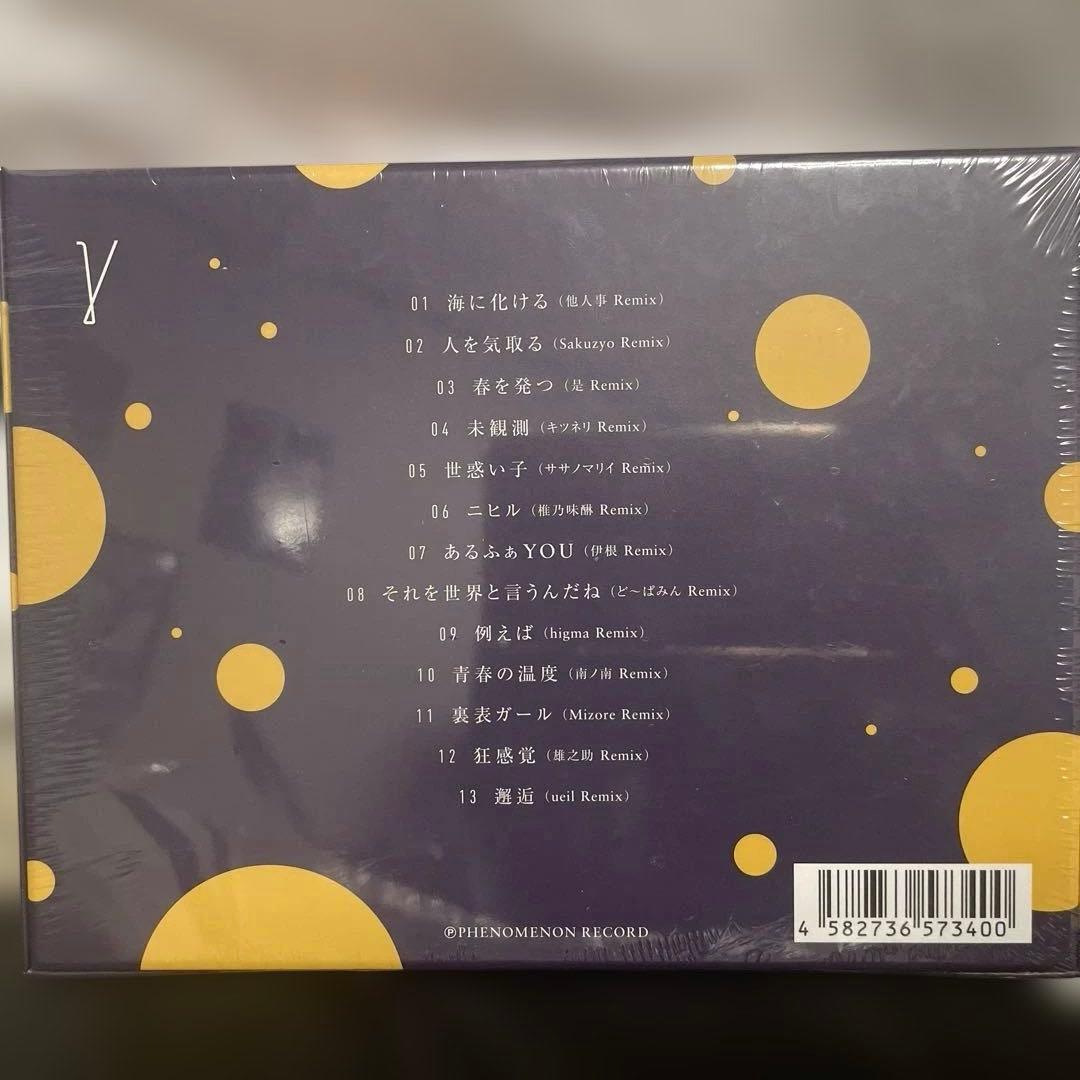 γ
01 海に化ける（他人事 Remix）
02 人を気取る（Sakuzyo Remix）
03 春を発つ（是 Remix）
04 未観測（キツネリ Remix）
05 世惑い子（ササノマリイ Remix）
06 ニヒル（椎乃味醂 Remix）
07 あるふぁYOU（伊根 Remix）
08 それを世界と言うんだね（ど～ぱみん Remix）
09 例えば（higma Remix）
10 青春の温度（南ノ南 Remix）
11 裏表ガール（Mizore Remix）
12 狂感覚（雄之助 Remix）
13 邂逅（ueil Remix）
℗PHENOMENON RECORD
4 582736 573400